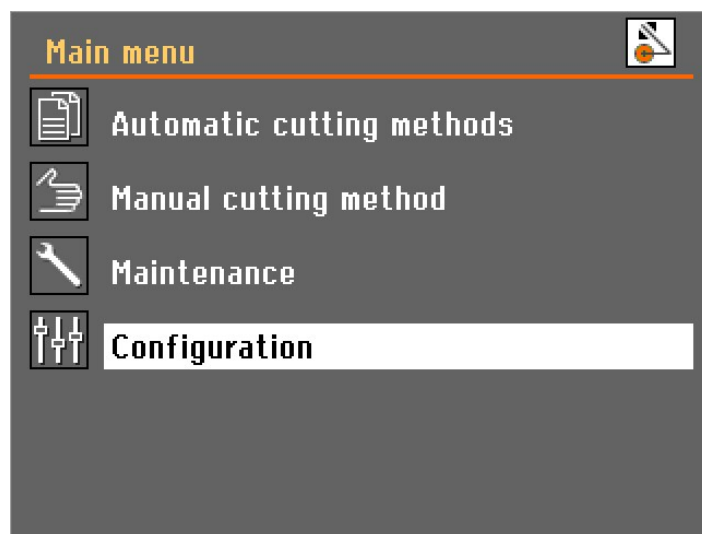 Main menu
Automatic cutting methods
Manual cutting method
Maintenance
Configuration